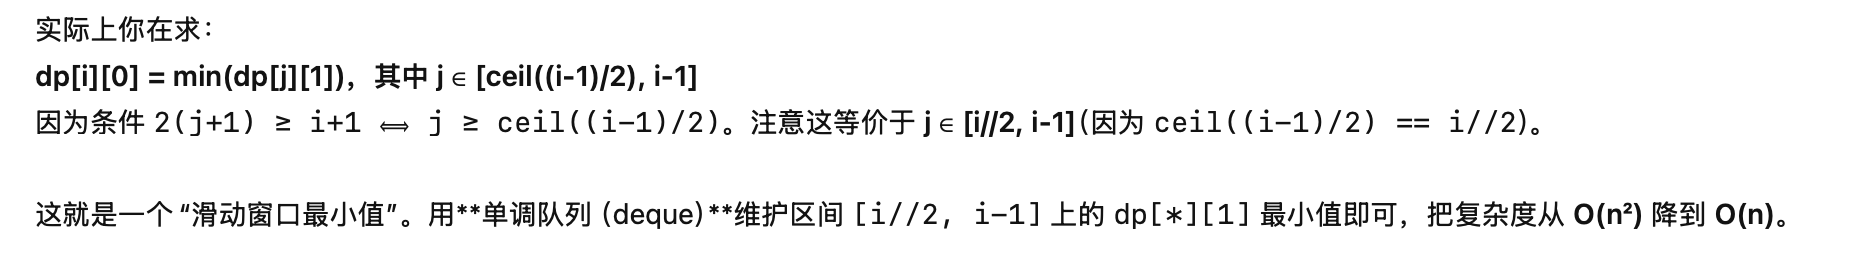 实际上你在求：
dp[i][0] = min(dp[j][1])，其中 j ∈ [ceil((i-1)/2), i-1]
因为条件 2(j+1) ≥ i+1 ⟺ j ≥ ceil((i-1)/2)。注意这等价于 j ∈ [i//2, i-1](因为 ceil((i-1)/2) == i//2)。
这就是一个“滑动窗口最小值”。用**单调队列 (deque)**维护区间 [i//2, i-1] 上的 dp[*][1] 最小值即可，把复杂度从 O(n²) 降到 O(n)。